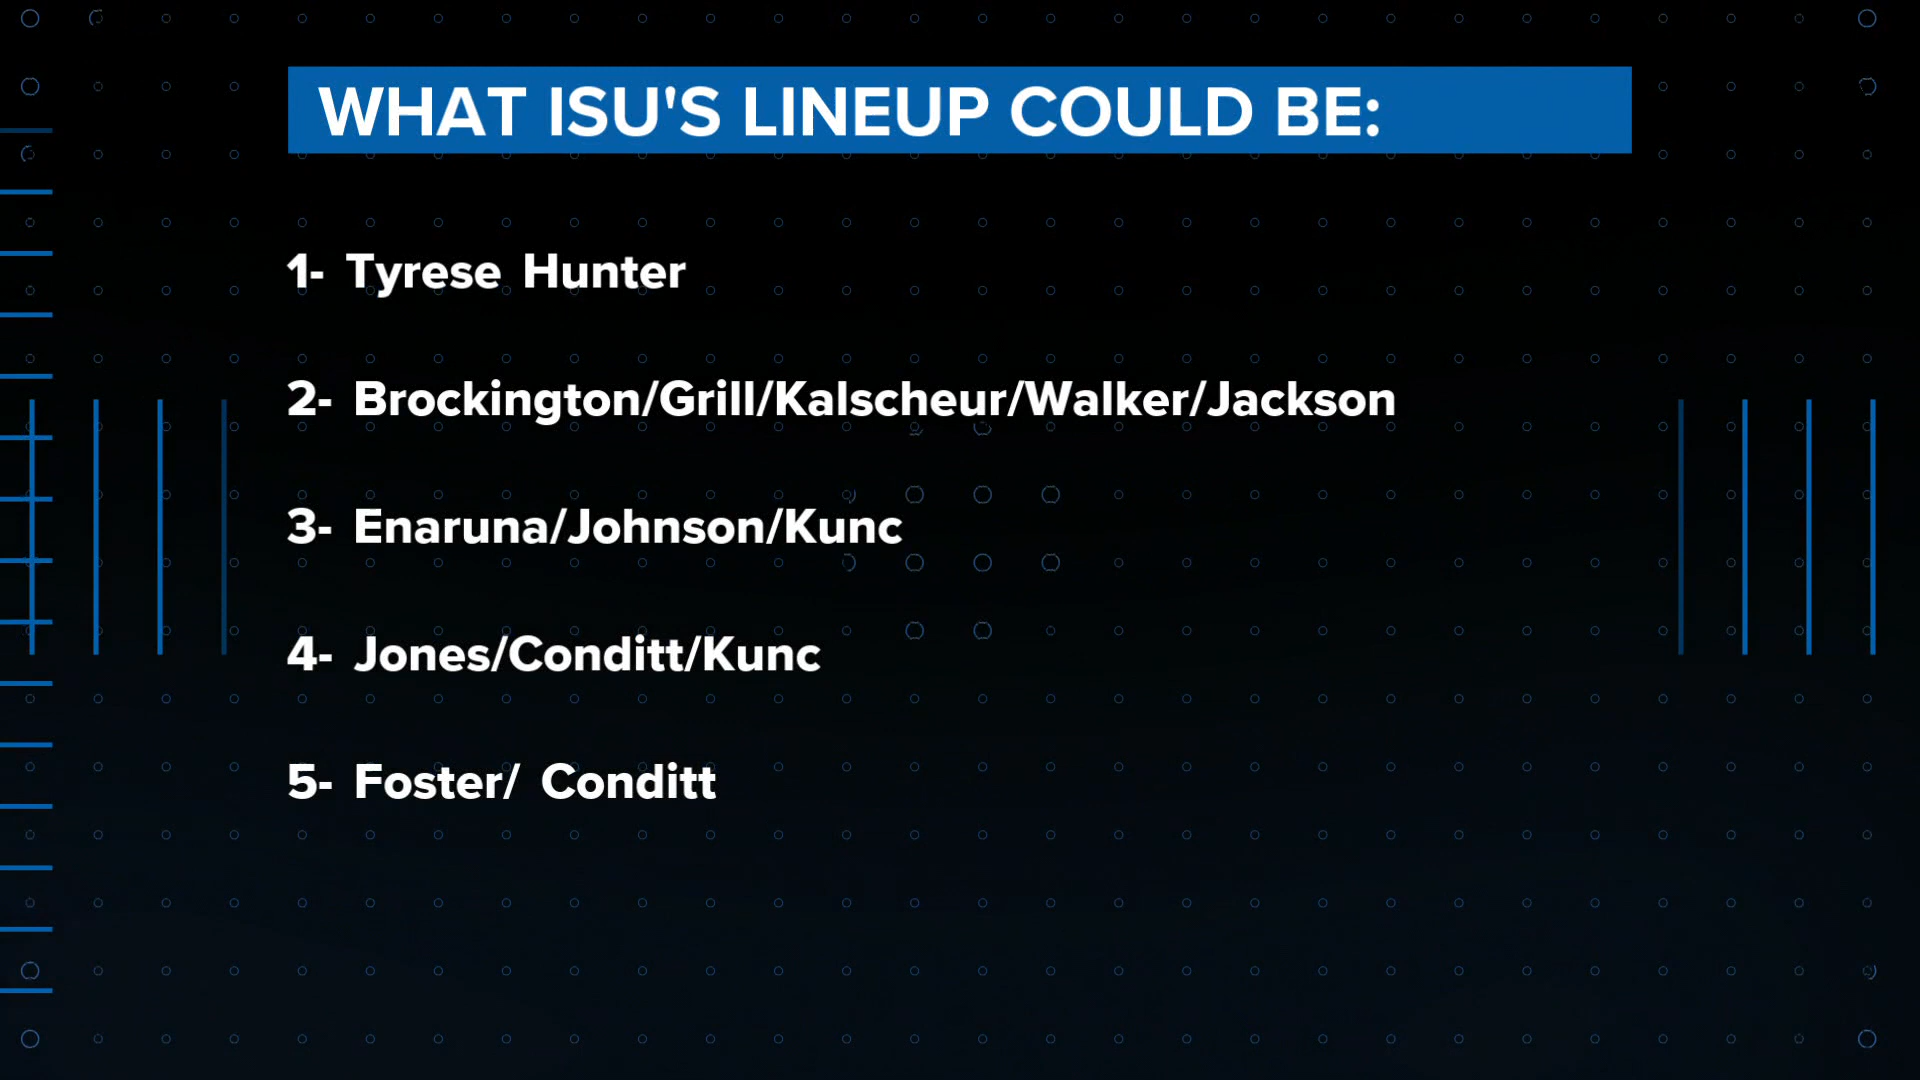 WHAT ISU'S LINEUP COULD BE:
1- Tyrese Hunter
2- Brockington/Grill/Kalscheur/Walker/Jackson
3- Enaruna/Johnson/Kunc
4- Jones/Conditt/Kunc
5- Foster/ Conditt